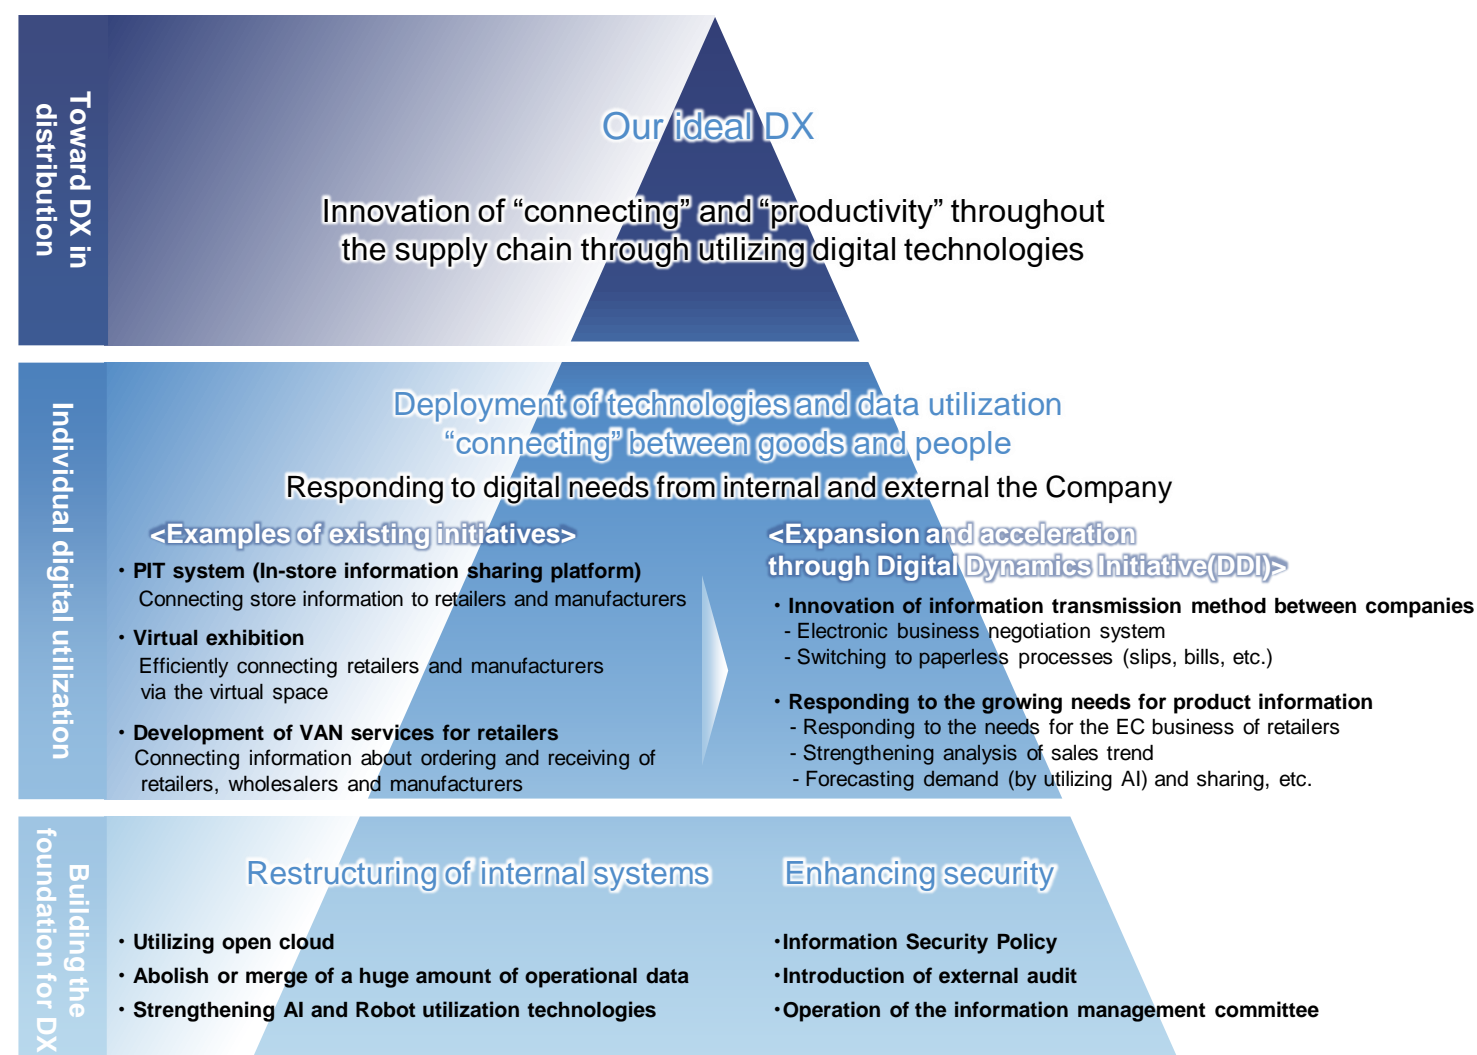 Toward DX in
distribution
Our ideal DX
Innovation of “connecting” and “productivity” throughout
the supply chain through utilizing digital technologies
Individual digital utilization
Deployment of technologies and data utilization
“connecting” between goods and people
Responding to digital needs from internal and external the Company
<Examples of existing initiatives>
・PIT system (In-store information sharing platform)
Connecting store information to retailers and manufacturers
・Virtual exhibition
Efficiently connecting retailers and manufacturers
via the virtual space
・Development of VAN services for retailers
Connecting information about ordering and receiving of
retailers, wholesalers and manufacturers
<Expansion and acceleration
through Digital Dynamics Initiative(DDI)>
・Innovation of information transmission method between companies
- Electronic business negotiation system
- Switching to paperless processes (slips, bills, etc.)
・Responding to the growing needs for product information
- Responding to the needs for the EC business of retailers
- Strengthening analysis of sales trend
- Forecasting demand (by utilizing AI) and sharing, etc.
Building the
foundation for DX
Restructuring of internal systems
・Utilizing open cloud
・Abolish or merge of a huge amount of operational data
・Strengthening AI and Robot utilization technologies
Enhancing security
・Information Security Policy
・Introduction of external audit
・Operation of the information management committee